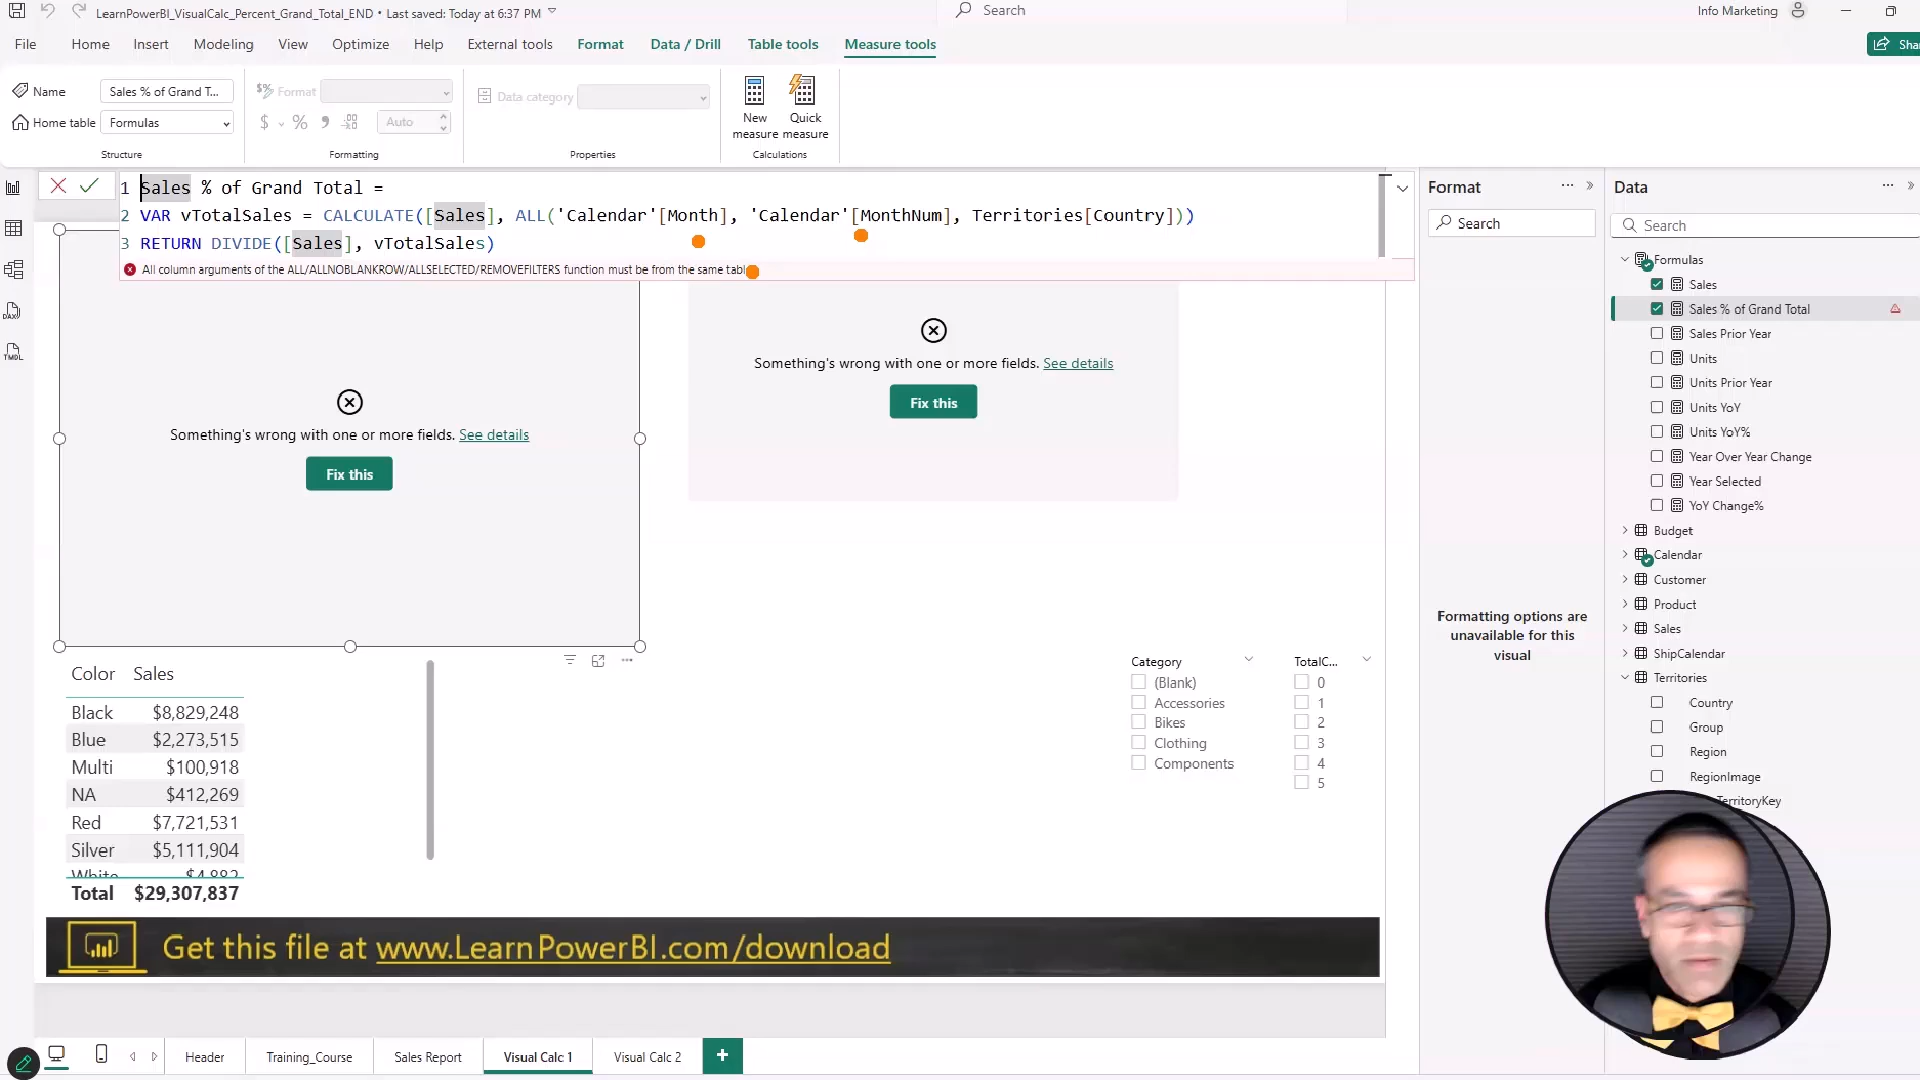 LearnPowerBI_VisualCalc_Percent_Grand_Total_END • Last saved: Today at 6:37 PM
Search
Info Marketing
File Home Insert Modeling View Optimize Help External tools Format Data / Drill Table tools Measure tools
Name Sales % of Grand T...
Home table Formulas
Structure
Format
$ % Auto
Formatting
Data category
Properties
New measure
Quick measure
Calculations
1 Sales % of Grand Total =
2 VAR vTotalSales = CALCULATE([Sales], ALL('Calendar'[Month], 'Calendar'[MonthNum], Territories[Country]))
3 RETURN DIVIDE([Sales], vTotalSales)
All column arguments of the ALL/ALLNOBLANKROW/ALLSELECTED/REMOVEFILTERS function must be from the same tabl
DAX
TMDL
Something's wrong with one or more fields. See details
Fix this
Something's wrong with one or more fields. See details
Fix this
Color Sales
Black $8,829,248
Blue $2,273,515
Multi $100,918
NA $412,269
Red $7,721,531
Silver $5,111,904
White $4,882
Total $29,307,837
Category
(Blank)
Accessories
Bikes
Clothing
Components
TotalC...
0
1
2
3
4
5
Get this file at www.LearnPowerBI.com/download
Header Training_Course Sales Report Visual Calc 1 Visual Calc 2 +
Format
Search
Formatting options are
unavailable for this
visual
Data
Search
Formulas
Sales
Sales % of Grand Total
Sales Prior Year
Units
Units Prior Year
Units YoY
Units YoY%
Year Over Year Change
Year Selected
YoY Change%
Budget
Calendar
Customer
Product
Sales
ShipCalendar
Territories
Country
Group
Region
RegionImage